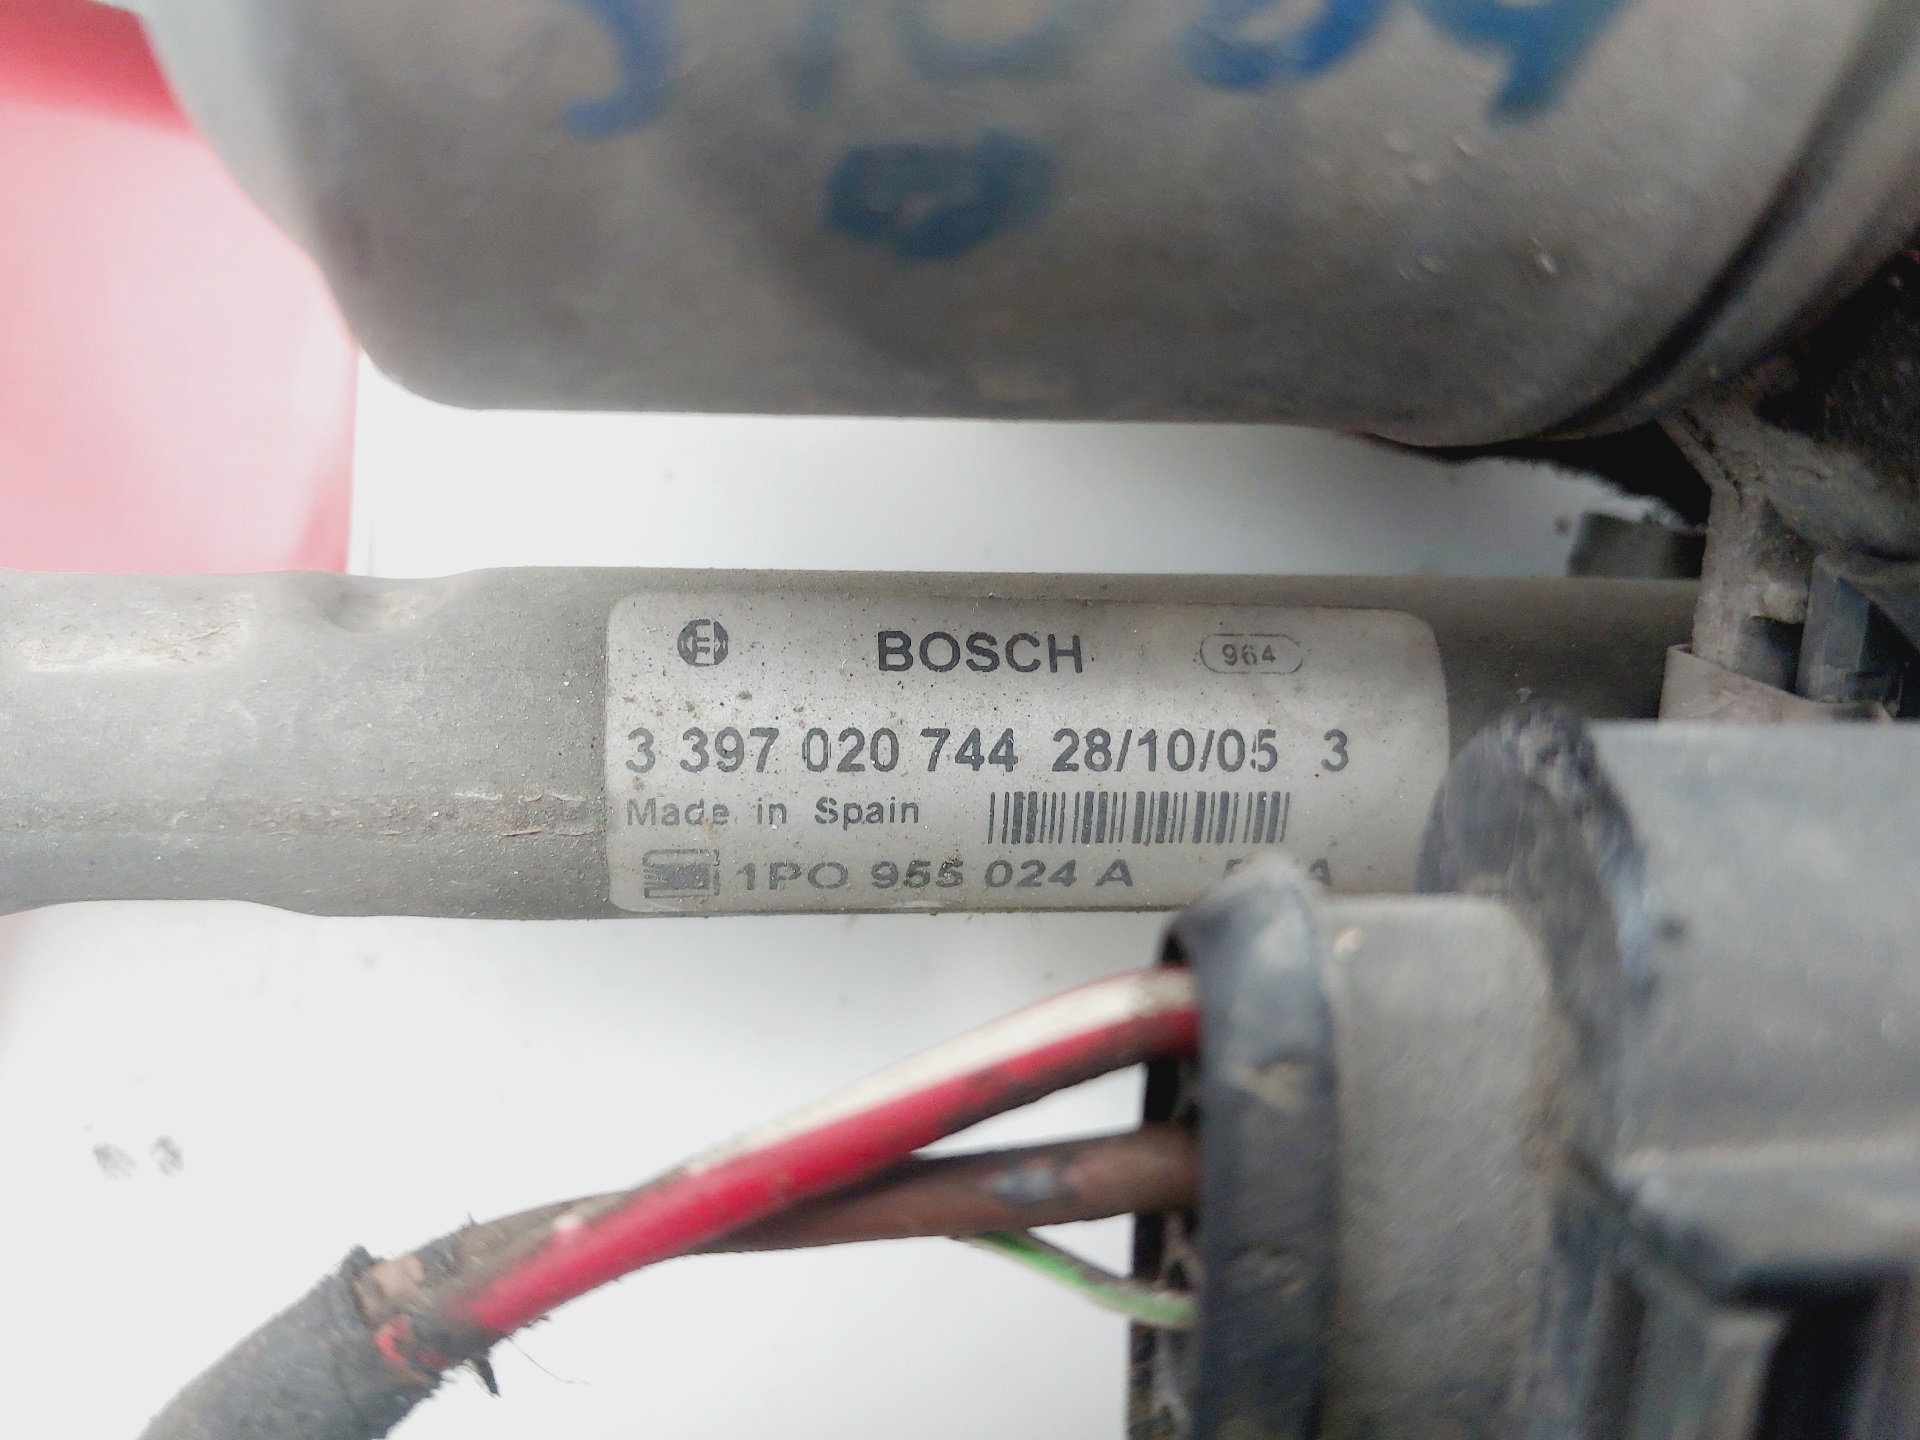 BOSCH 964
3 397 020 744 28/10/05 3
Made in Spain
1PO 955 024 A